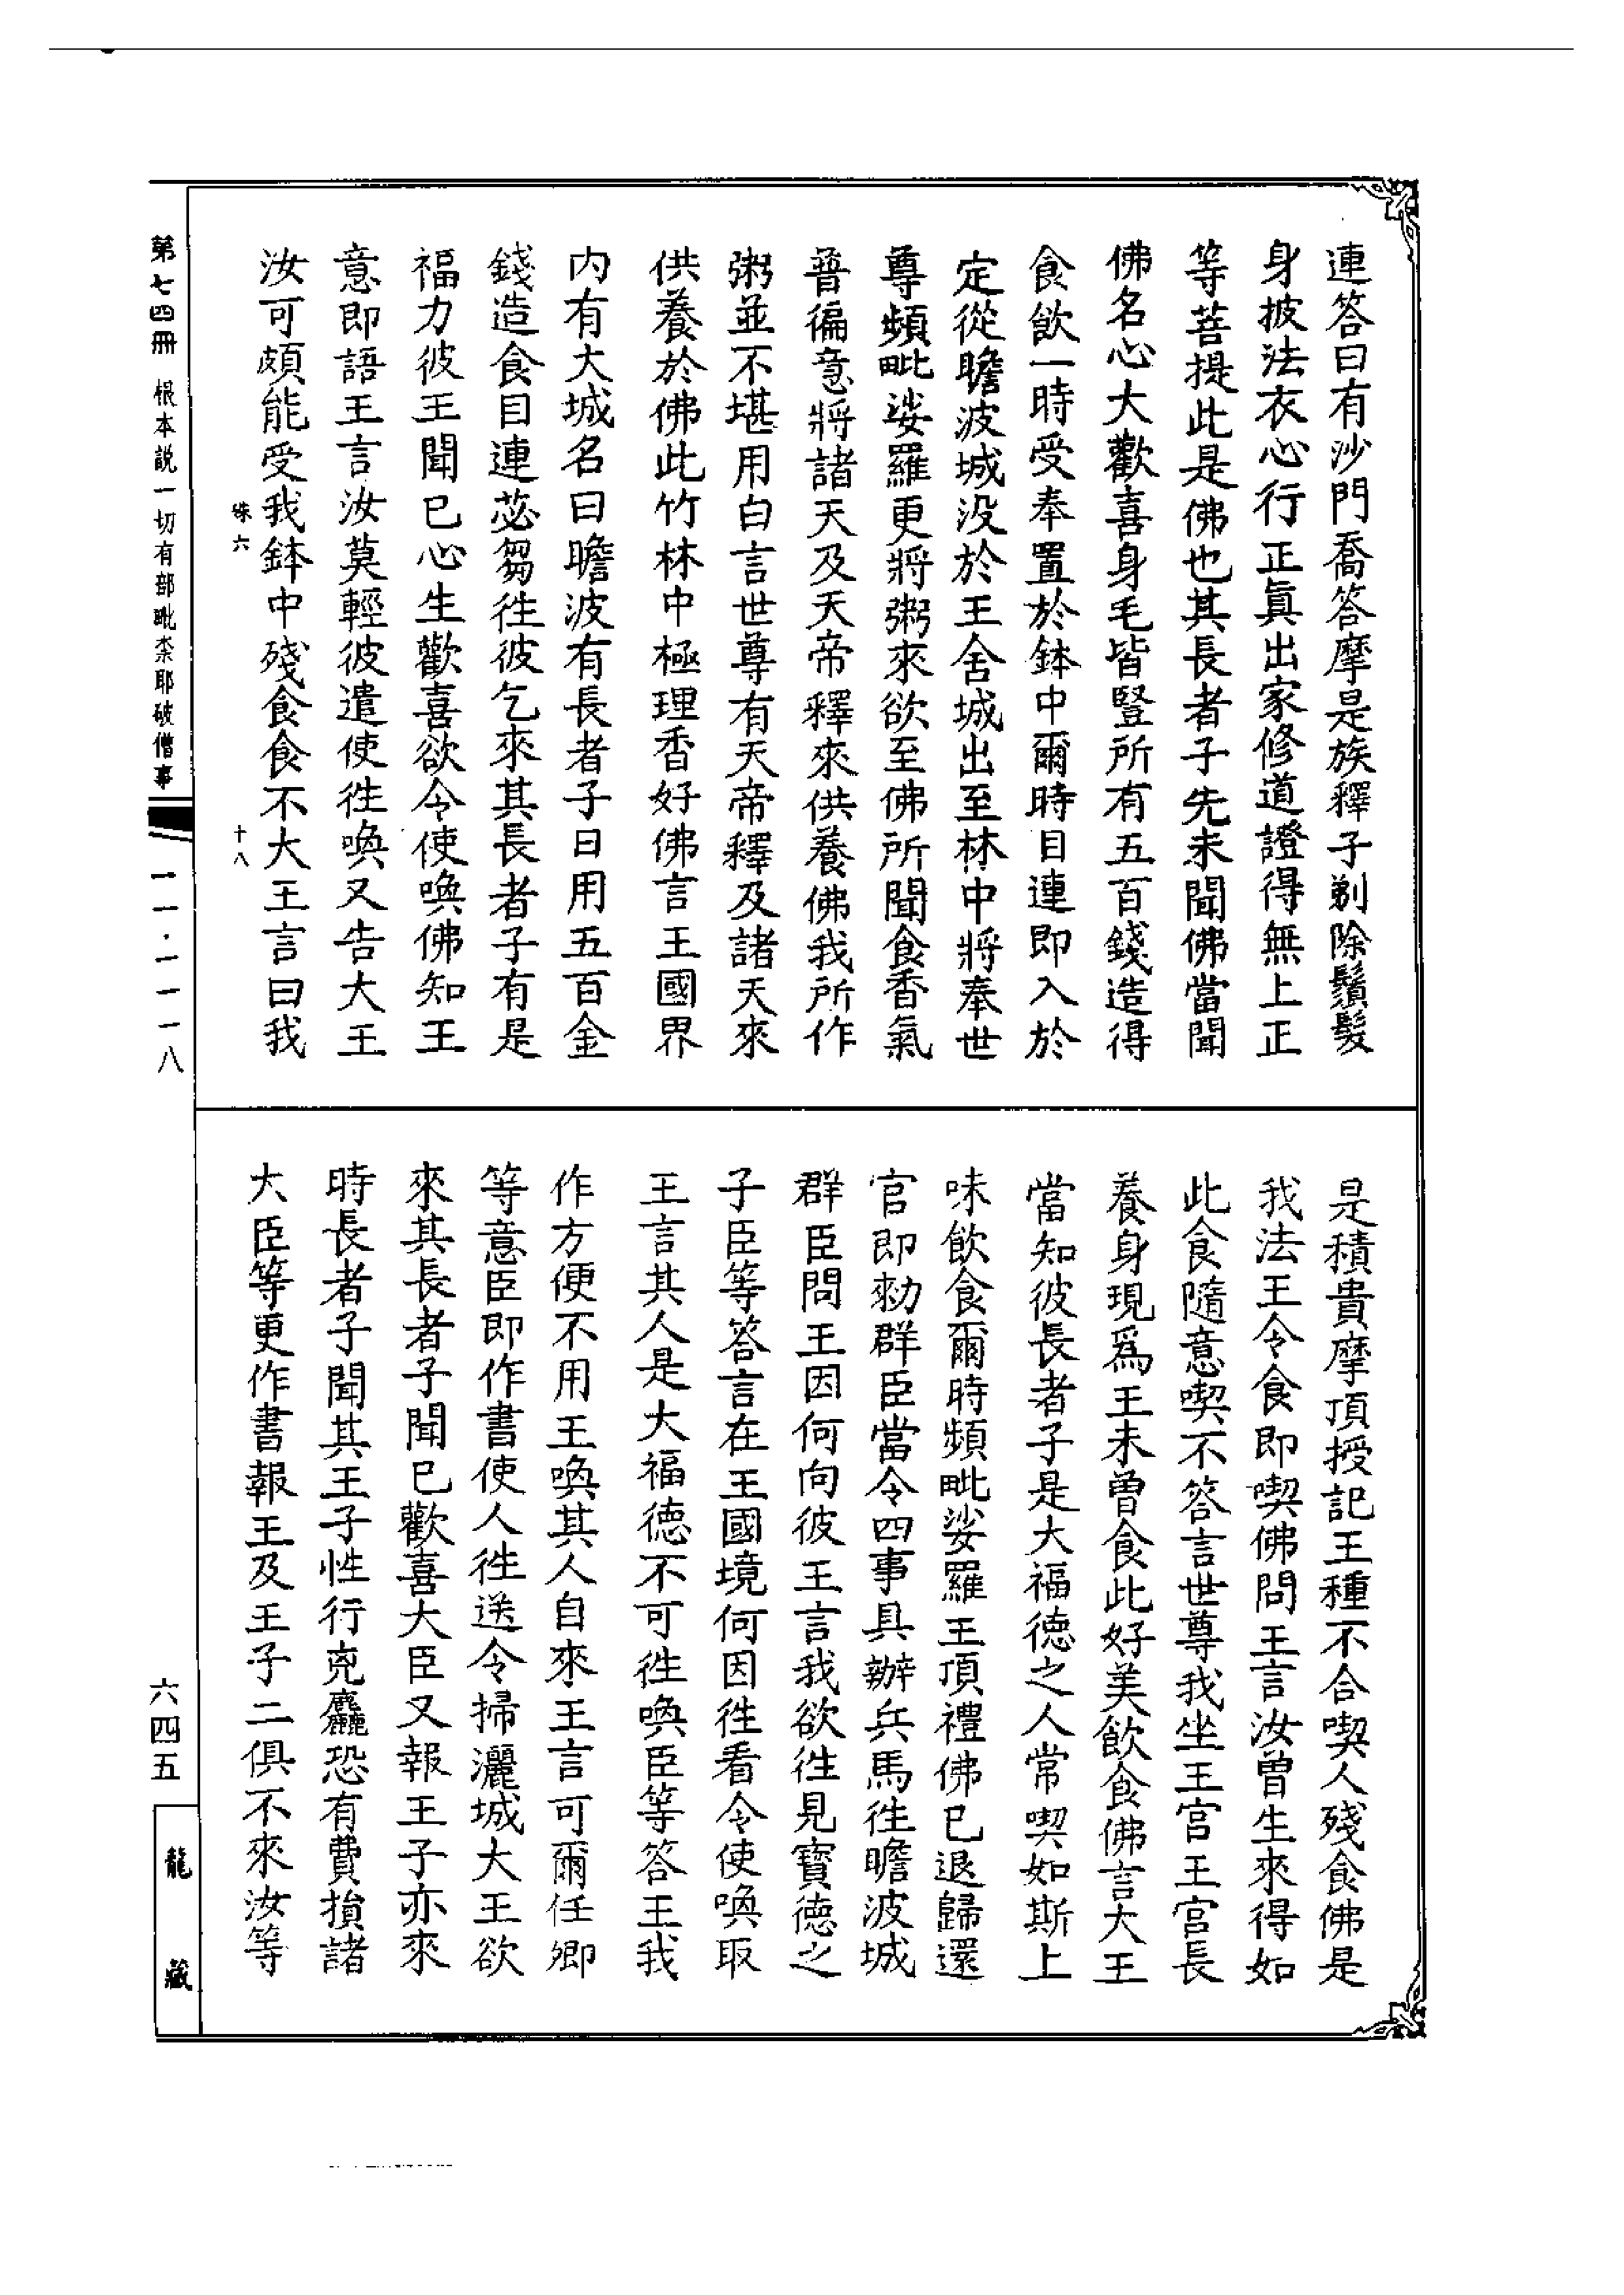 連答曰有沙門喬答摩是族釋子剃除鬚髮
身披法衣心行正眞出家修道證得無上正
等菩提此是佛也其長者子先未聞佛當聞
佛名心大歡喜身毛皆豎所有五百錢造得
食飲一時受奉置於鉢中爾時目連即入於
定從瞻波城没於王舍城出至林中將奉世
尊頻毗娑羅更將粥來欲至佛所聞食香氣
普徧意將諸天及天帝釋來供養佛我所作
粥並不堪用白言世尊有天帝釋及諸天來
供養於佛此竹林中極理香好佛言王國界
内有大城名曰瞻波有長者子日用五百金
錢造食目連苾芻徃彼乞來其長者子有是
福力彼王聞已心生歡喜欲令使喚佛知王
意即語王言汝莫輕彼遣使徃喚又告大王
汝可頗能受我鉢中殘食食不大王言曰我
是積貴摩頂授記王種不合喫人殘食佛是
我法王令食即喫佛問王言汝曽生來得如
此食隨意喫不答言世尊我坐王宫王宫長
養身現爲王未曽食此好美飲食佛言大王
當知彼長者子是大福徳之人常喫如斯上
味飲食爾時頻毗娑羅王頂禮佛已退歸還
官即勑群臣當令四事具辦兵馬徃瞻波城
群臣問王因何向彼王言我欲徃見寳徳之
子臣等答言在王國境何因徃看令使喚取
王言其人是大福徳不可徃喚臣等答王我
作方便不用王喚其人自來王言可爾任卿
等意臣即作書使人徃送令掃灑城大王欲
來其長者子聞已歡喜大臣又報王子亦來
時長者子聞其王子性行兇麤恐有費損諸
大臣等更作書報王及王子二俱不來汝等
第七四冊 根本説一切有部毗奈耶破僧事
一一·一一一八
六四五
龍藏
六
十八